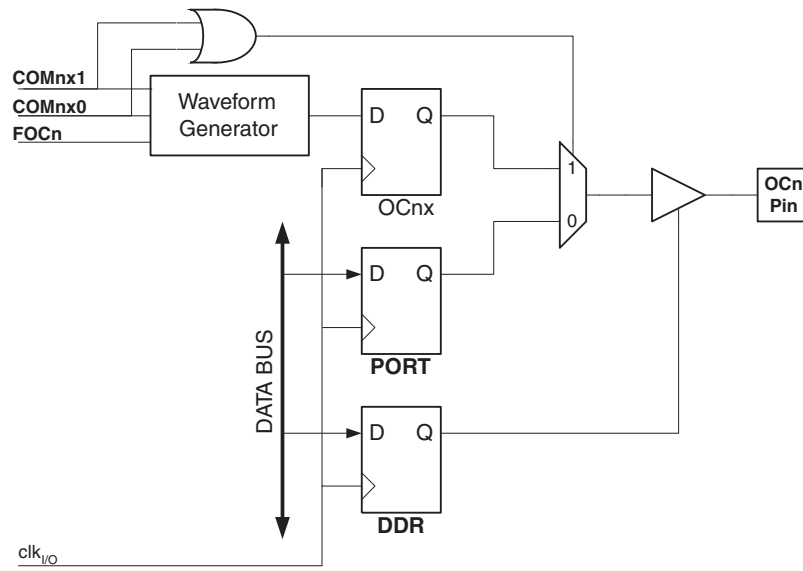 COMnx1
COMnx0
FOCn
Waveform
Generator
D Q
OCnx
1
0
OCn
Pin
D Q
PORT
D Q
DDR
DATA BUS
clkI/O